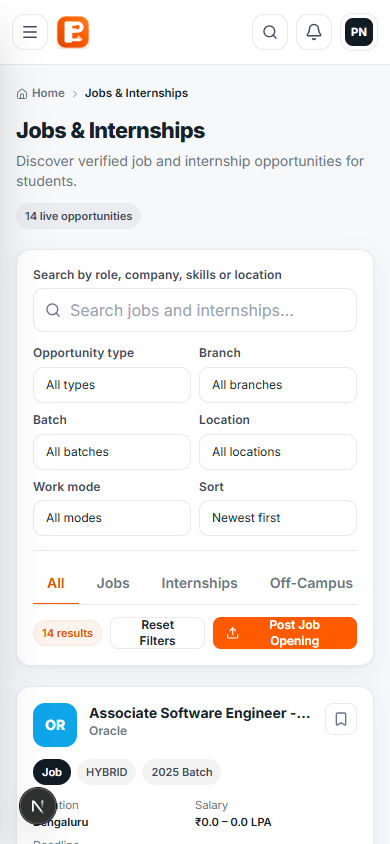 PN
Home > Jobs & Internships
Jobs & Internships
Discover verified job and internship opportunities for
students.
14 live opportunities
Search by role, company, skills or location
Search jobs and internships...
Opportunity type Branch
All types All branches
Batch Location
All batches All locations
Work mode Sort
All modes Newest first
All Jobs Internships Off-Campus
14 results
Reset
Filters
Post Job
Opening
OR
Associate Software Engineer -...
Oracle
Job HYBRID 2025 Batch
N
Salary
Bengaluru ₹0.0 – 0.0 LPA